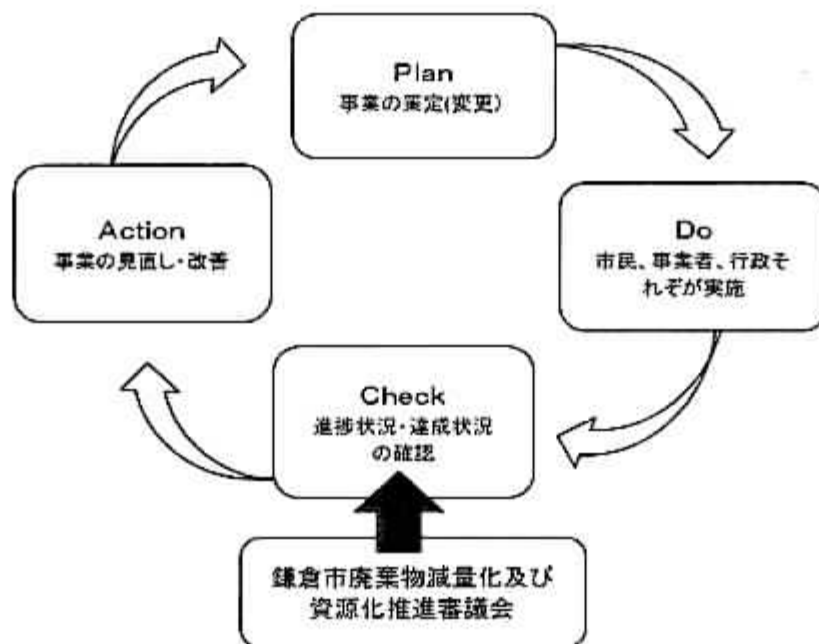 Plan
事業の策定(変更)
Do
市民、事業者、行政そ
れぞが実施
Check
進捗状況・達成状況
の確認
Action
事業の見直し・改善
鎌倉市廃棄物減量化及び
資源化推進審議会